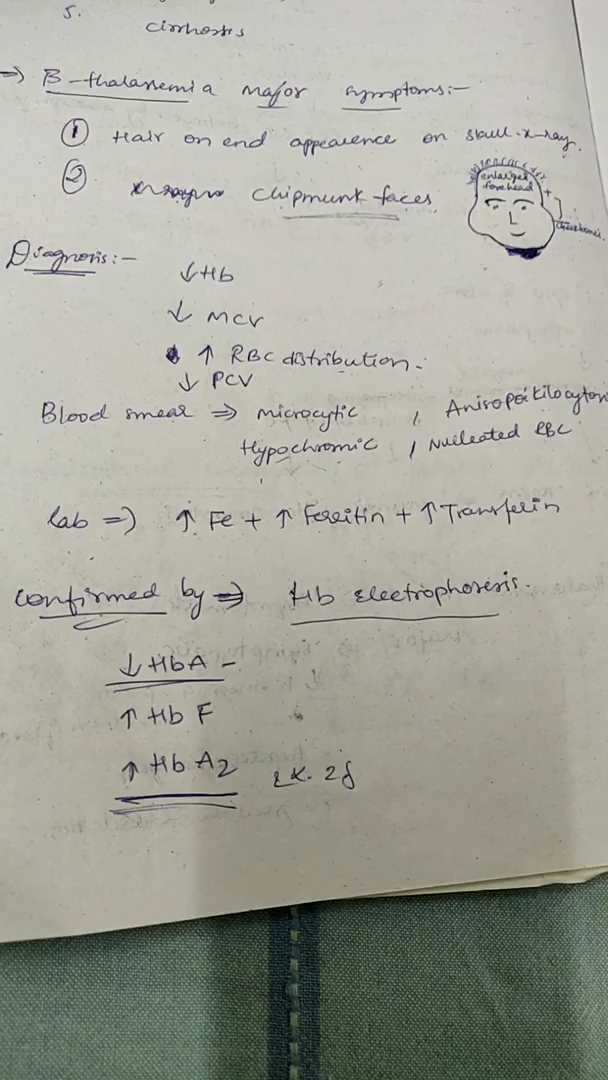 5.
cirrhosis
=> B-thalassemia major symptoms:-
① Hair on end appearence on skull x-ray.
② chipmunk faces
enlarged
forehead
Diagnosis:-
↓ Hb
↓ MCV
↑ RBC distribution.
↓ PCV
Blood smear => microcytic , Anisopoikilocytosis
Hypochromic , Nucleated RBC
lab => ↑ Fe + ↑ Ferritin + ↑ Transferin
confirmed by => Hb electrophoresis.
↓ HbA -
↑ Hb F
↑ Hb A2